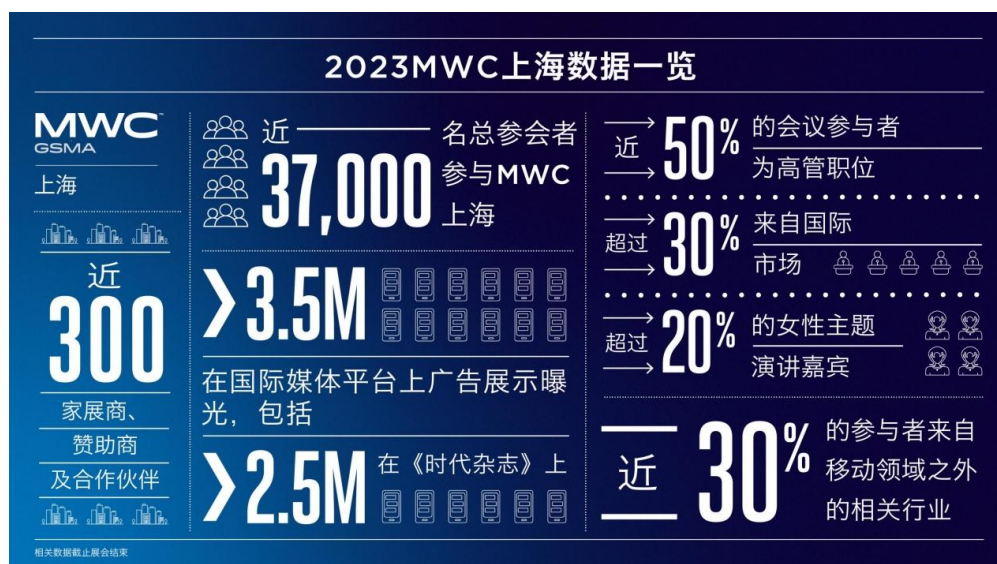 2023MWC上海数据一览
MWC
GSMA
上海
近
300
家展商、
赞助商
及合作伙伴
近
37,000
名总参会者
参与MWC
上海
>3.5M
在国际媒体平台上广告展示曝
光，包括
>2.5M
在《时代杂志》上
近
50%
的会议参与者
为高管职位
超过
30%
来自国际
市场
超过
20%
的女性主题
演讲嘉宾
近
30%
的参与者来自
移动领域之外
的相关行业
相关数据截止展会结束